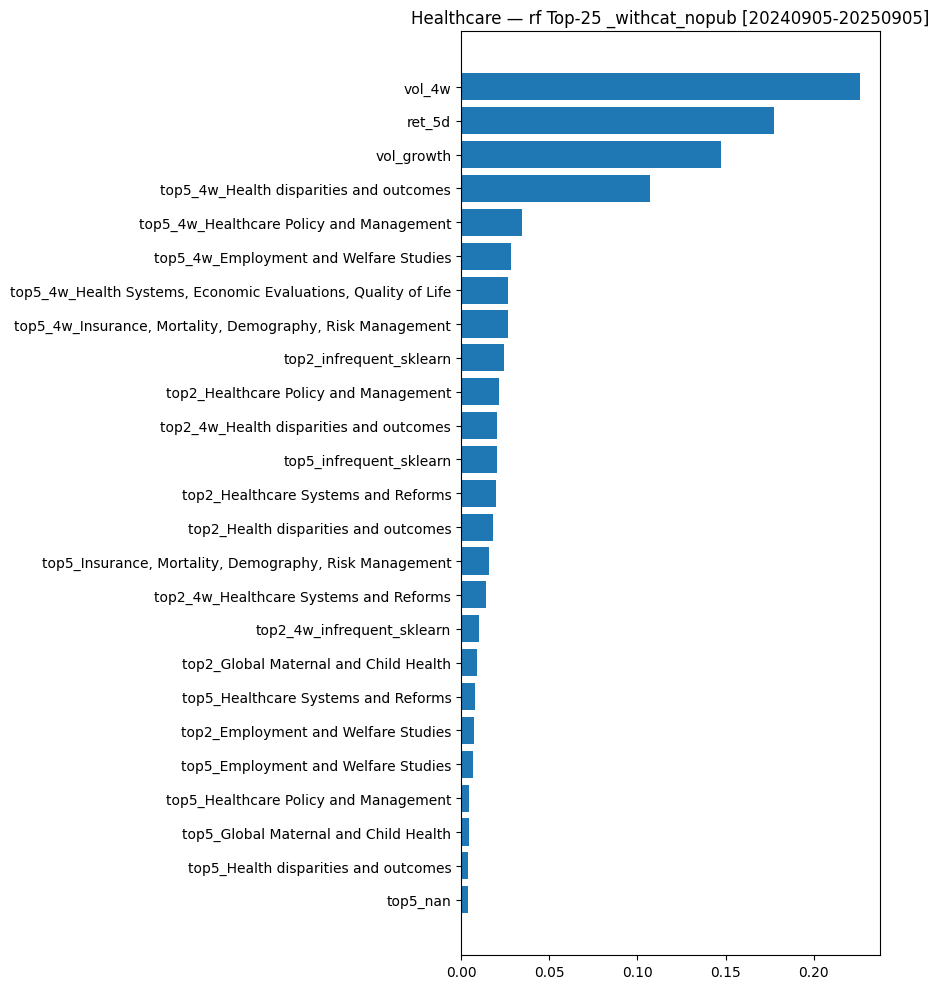 Healthcare — rf Top-25 _withcat_nopub [20240905-20250905]
vol_4w
ret_5d
vol_growth
top5_4w_Health disparities and outcomes
top5_4w_Healthcare Policy and Management
top5_4w_Employment and Welfare Studies
top5_4w_Health Systems, Economic Evaluations, Quality of Life
top5_4w_Insurance, Mortality, Demography, Risk Management
top2_infrequent_sklearn
top2_Healthcare Policy and Management
top2_4w_Health disparities and outcomes
top5_infrequent_sklearn
top2_Healthcare Systems and Reforms
top2_Health disparities and outcomes
top5_Insurance, Mortality, Demography, Risk Management
top2_4w_Healthcare Systems and Reforms
top2_4w_infrequent_sklearn
top2_Global Maternal and Child Health
top5_Healthcare Systems and Reforms
top2_Employment and Welfare Studies
top5_Employment and Welfare Studies
top5_Healthcare Policy and Management
top5_Global Maternal and Child Health
top5_Health disparities and outcomes
top5_nan
0.00 0.05 0.10 0.15 0.20